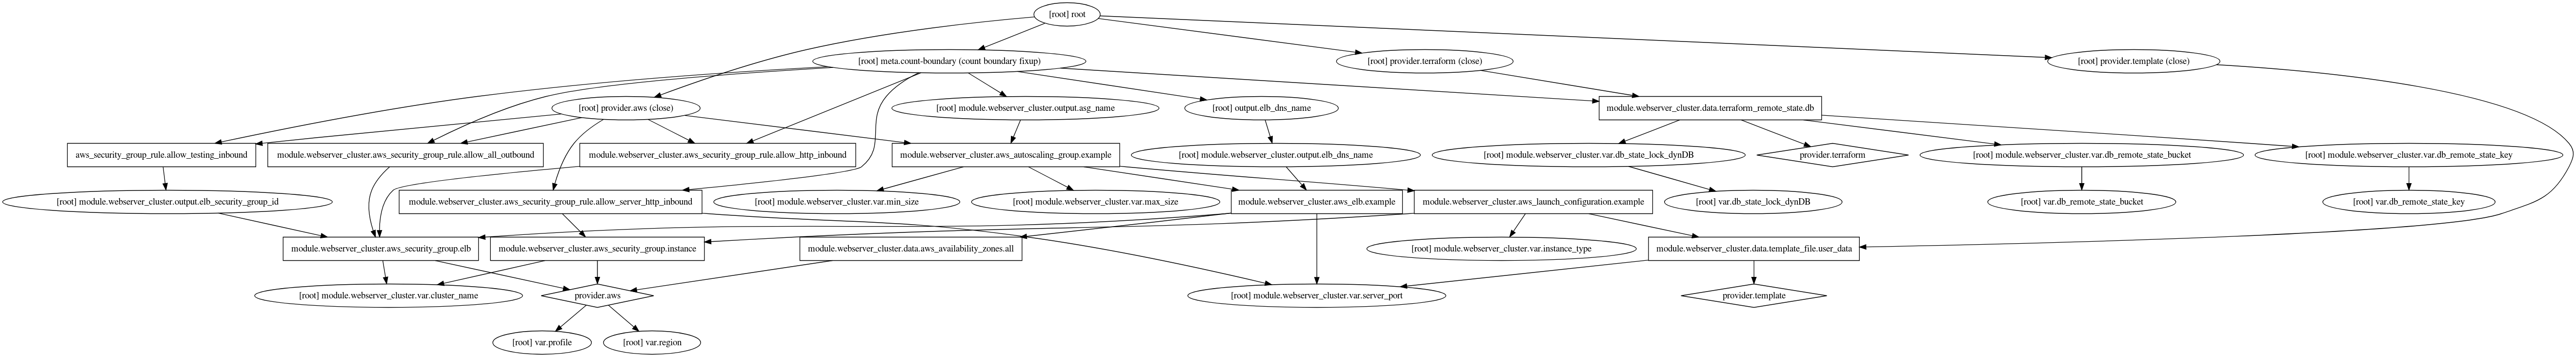 [root] root
[root] meta.count-boundary (count boundary fixup)
[root] provider.terraform (close)
[root] provider.template (close)
[root] provider.aws (close)
[root] module.webserver_cluster.output.asg_name
[root] output.elb_dns_name
module.webserver_cluster.data.terraform_remote_state.db
aws_security_group_rule.allow_testing_inbound
module.webserver_cluster.aws_security_group_rule.allow_all_outbound
module.webserver_cluster.aws_security_group_rule.allow_http_inbound
module.webserver_cluster.aws_autoscaling_group.example
[root] module.webserver_cluster.output.elb_dns_name
[root] module.webserver_cluster.var.db_state_lock_dynDB
provider.terraform
[root] module.webserver_cluster.var.db_remote_state_bucket
[root] module.webserver_cluster.var.db_remote_state_key
[root] module.webserver_cluster.output.elb_security_group_id
module.webserver_cluster.aws_security_group_rule.allow_server_http_inbound
[root] module.webserver_cluster.var.min_size
[root] module.webserver_cluster.var.max_size
module.webserver_cluster.aws_elb.example
module.webserver_cluster.aws_launch_configuration.example
[root] var.db_state_lock_dynDB
[root] var.db_remote_state_bucket
[root] var.db_remote_state_key
module.webserver_cluster.aws_security_group.elb
module.webserver_cluster.aws_security_group.instance
module.webserver_cluster.data.aws_availability_zones.all
[root] module.webserver_cluster.var.instance_type
module.webserver_cluster.data.template_file.user_data
[root] module.webserver_cluster.var.cluster_name
provider.aws
[root] module.webserver_cluster.var.server_port
provider.template
[root] var.profile
[root] var.region